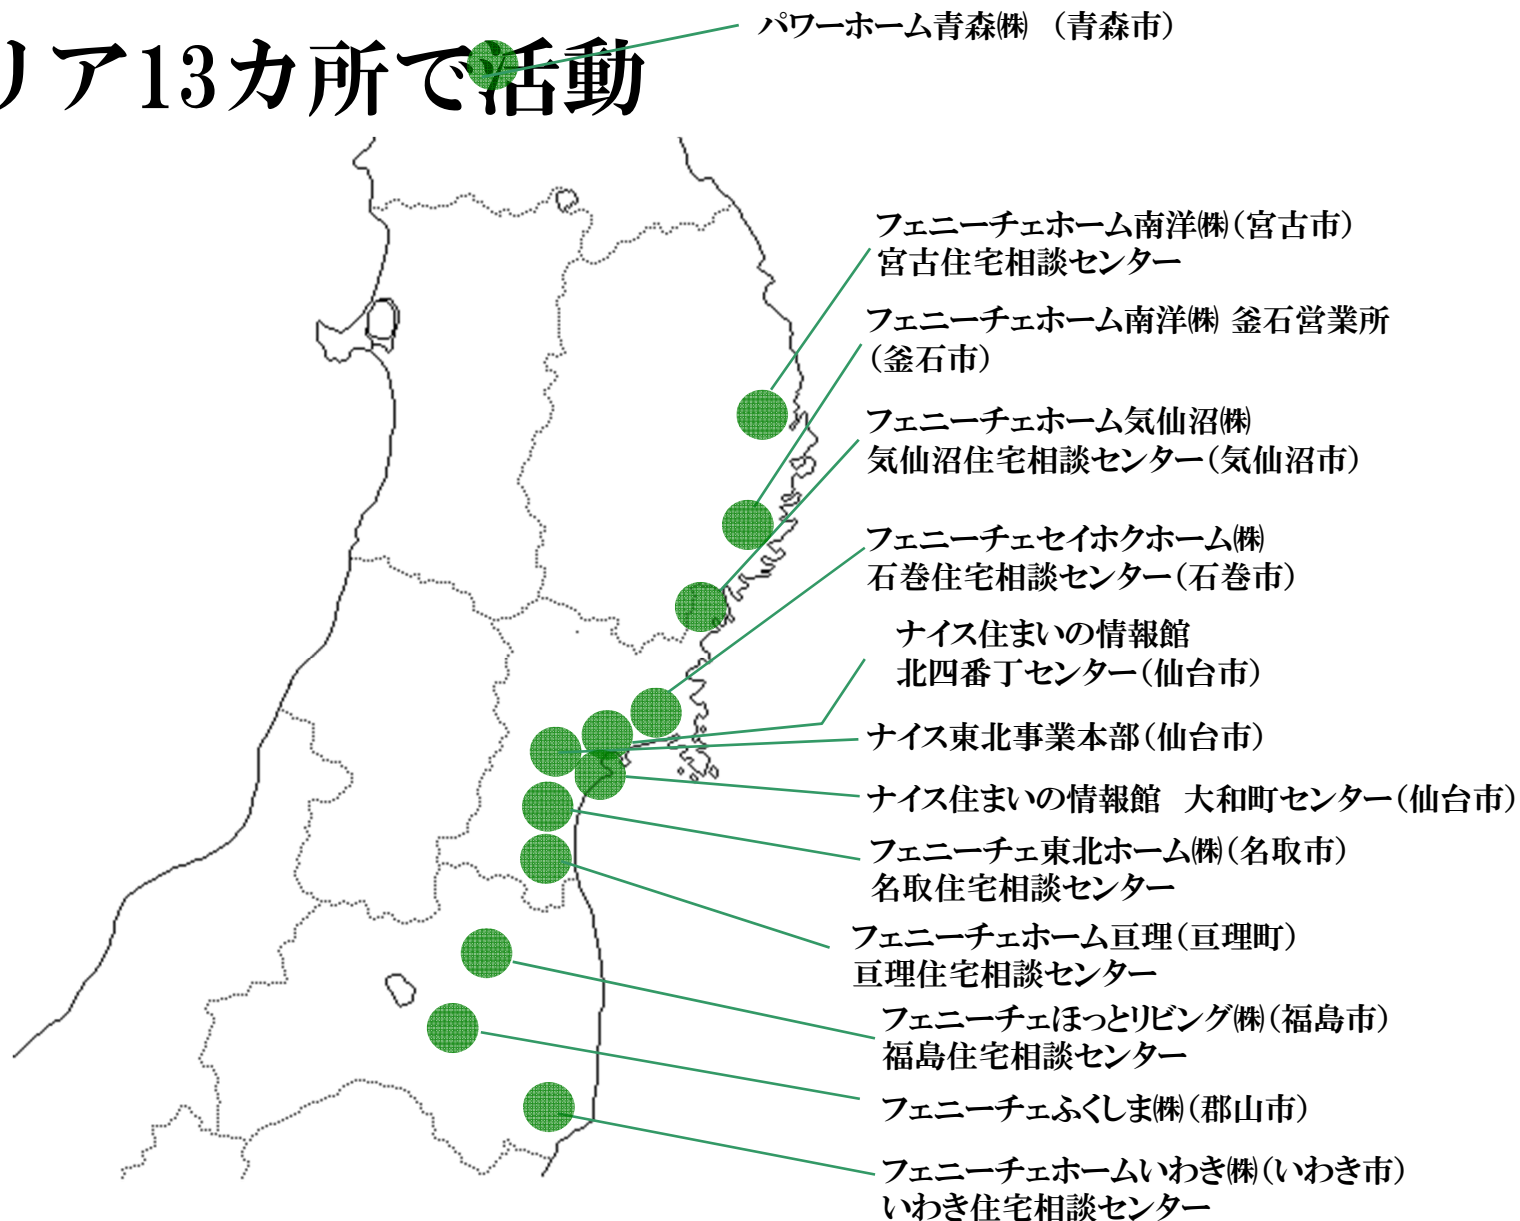 パワーホーム青森㈱ （青森市）
リア13カ所で活動
フェニーチェホーム南洋㈱（宮古市）
宮古住宅相談センター
フェニーチェホーム南洋㈱ 釜石営業所
（釜石市）
フェニーチェホーム気仙沼㈱
気仙沼住宅相談センター（気仙沼市）
フェニーチェセイホクホーム㈱
石巻住宅相談センター（石巻市）
ナイス住まいの情報館
北四番丁センター（仙台市）
ナイス東北事業本部（仙台市）
ナイス住まいの情報館　大和町センター（仙台市）
フェニーチェ東北ホーム㈱（名取市）
名取住宅相談センター
フェニーチェホーム亘理（亘理町）
亘理住宅相談センター
フェニーチェほっとリビング㈱（福島市）
福島住宅相談センター
フェニーチェふくしま㈱（郡山市）
フェニーチェホームいわき㈱（いわき市）
いわき住宅相談センター